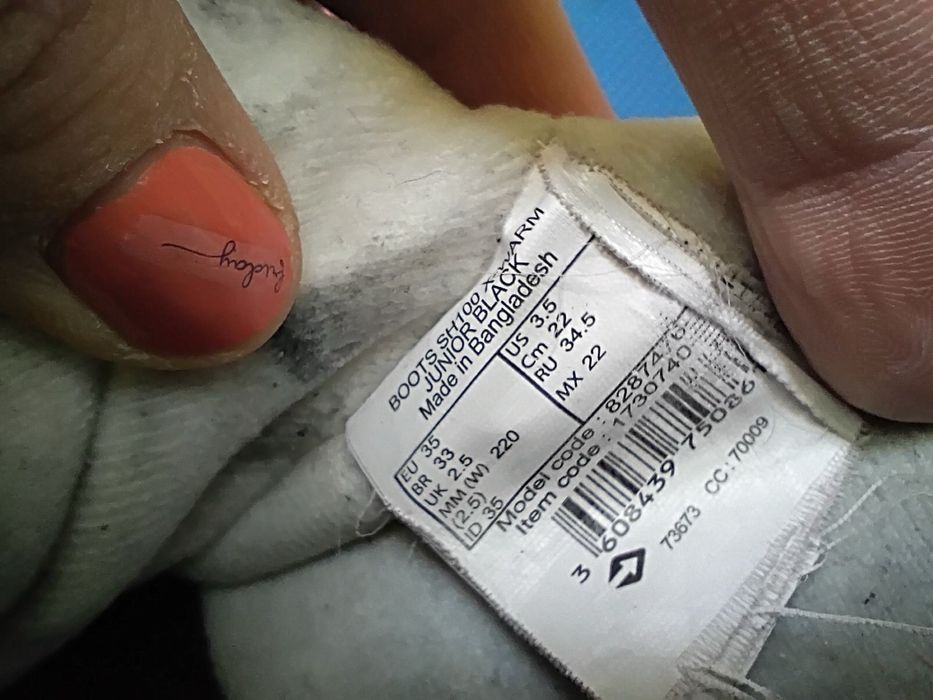 friday
BOOTS SH100 X-WARM
JUNIOR BLACK
Made in Bangladesh
EU 35
BR 33
UK 2.5
MM (W) 220
(2.5)
ID 35
US 3.5
Cm 22
RU 34.5
MX 22
Model code : 8287476
Item code : 1730740
3 608439 75086
73673 CC: 70009